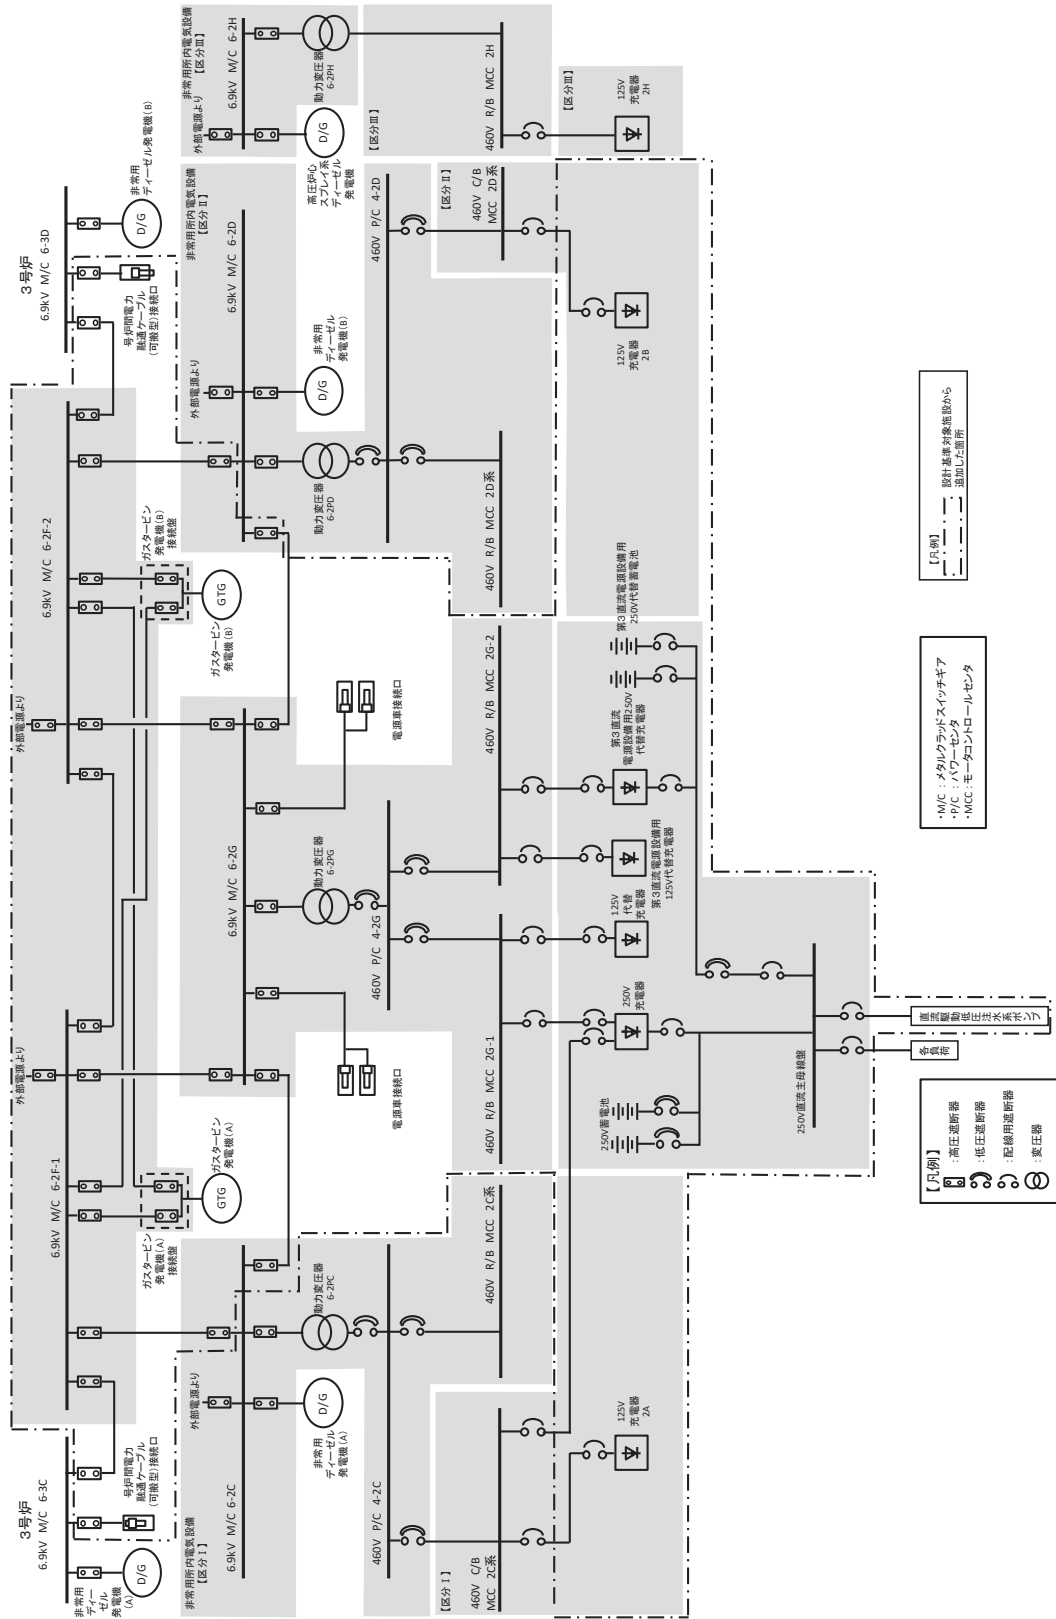 3号炉
6.9kV M/C 6-3C
非常用
ディー
ゼル
発電機
(A)
D/G
号炉間電力
融通ケーブル
(可搬型)接続口
外部電源より
6.9kV M/C 6-2F-1
ガスタービン
発電機(A)
接続盤
GTG
ガスタービン
発電機(A)
外部電源より
6.9kV M/C 6-2F-2
ガスタービン
発電機(B)
接続盤
GTG
ガスタービン
発電機(B)
3号炉
6.9kV M/C 6-3D
非常用
ディーゼル発電機(B)
D/G
号炉間電力
融通ケーブル
(可搬型)接続口
非常用所内電気設備
【区分Ⅰ】
6.9kV M/C 6-2C
外部電源より
D/G
非常用
ディーゼル
発電機(A)
動力変圧器
6-2PC
460V P/C 4-2C
【区分Ⅰ】
460V C/B
MCC 2C系
460V R/B MCC 2C系
125V
充電器
2A
6.9kV M/C 6-2G
電源車接続口
動力変圧器
6-2PG
電源車接続口
460V P/C 4-2G
460V R/B MCC 2G-1
460V R/B MCC 2G-2
250V蓄電池
250V
充電器
125V
代替
充電器
第3直流電源設備用
125V代替充電器
第3直流
電源設備用250V
代替充電器
第3直流電源設備用
250V代替蓄電池
250V直流主母線盤
各負荷
直流駆動低圧注水系ポンプ
非常用所内電気設備
【区分Ⅱ】
6.9kV M/C 6-2D
外部電源より
D/G
非常用
ディーゼル
発電機(B)
動力変圧器
6-2PD
460V P/C 4-2D
【区分Ⅱ】
460V C/B
MCC 2D系
460V R/B MCC 2D系
125V
充電器
2B
非常用所内電気設備
【区分Ⅲ】
6.9kV M/C 6-2H
外部電源より
D/G
高圧炉心
スプレイ系
ディーゼル
発電機
動力変圧器
6-2PH
【区分Ⅲ】
460V R/B MCC 2H
【区分Ⅲ】
125V
充電器
2H
【凡例】
:高圧遮断器
:低圧遮断器
:配線用遮断器
:変圧器
・M/C :メタルクラッドスイッチギア
・P/C :パワーセンタ
・MCC:モータコントロールセンタ
【凡例】
設計基準対象施設から
追加した箇所